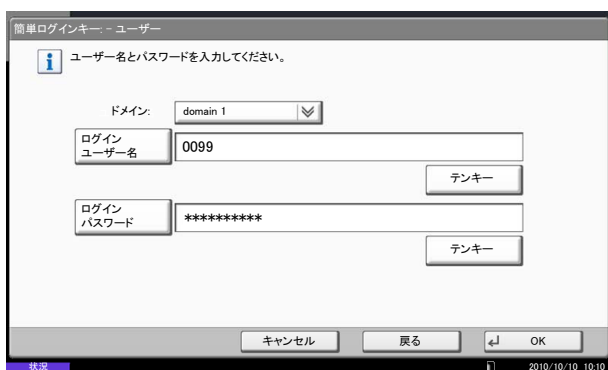 簡単ログインキー: - ユーザー
ユーザー名とパスワードを入力してください。
ドメイン:
domain 1
ログイン
ユーザー名
0099
テンキー
ログイン
パスワード
**********
テンキー
キャンセル
戻る
OK
状況
2010/10/10 10:10